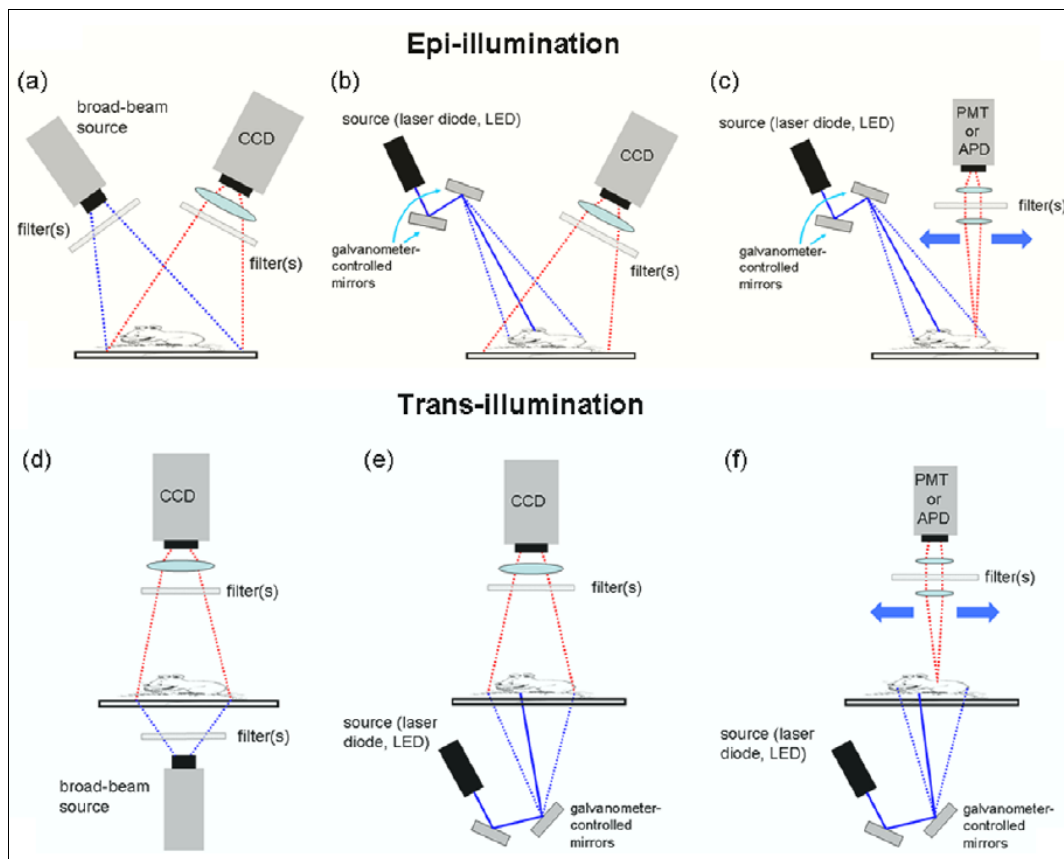 Epi-illumination
(a)
broad-beam
source
CCD
filter(s)
filter(s)
(b)
source (laser diode, LED)
CCD
galvanometer-
controlled
mirrors
filter(s)
(c)
source (laser diode, LED)
PMT
or
APD
filter(s)
galvanometer-
controlled
mirrors
Trans-illumination
(d)
CCD
filter(s)
filter(s)
broad-beam
source
(e)
CCD
filter(s)
source (laser
diode, LED)
galvanometer-
controlled
mirrors
(f)
PMT
or
APD
filter(s)
source (laser
diode, LED)
galvanometer-
controlled
mirrors